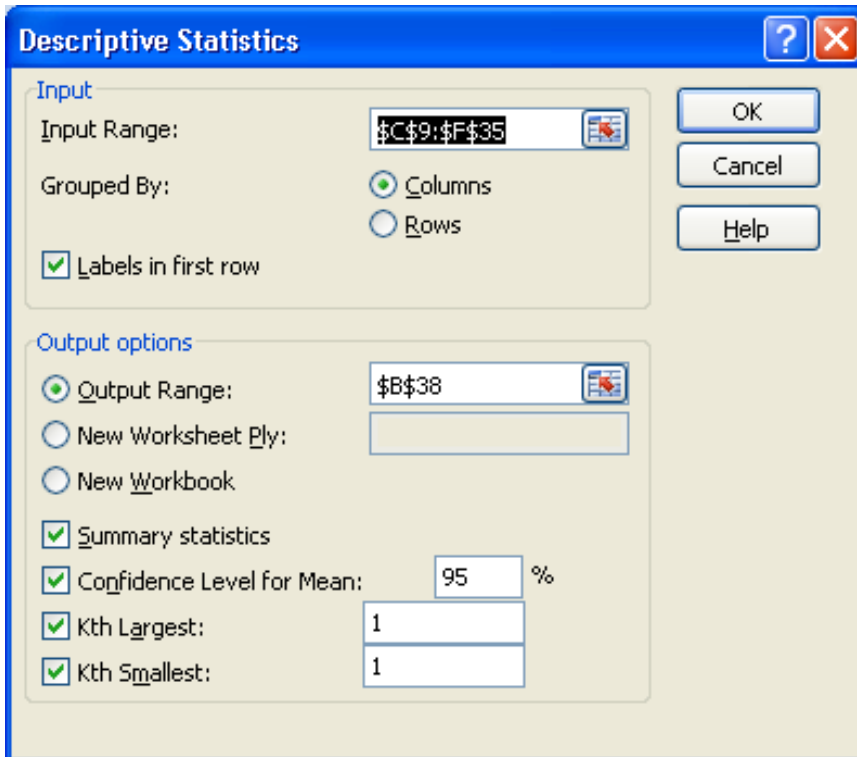 Descriptive Statistics
Input
Input Range: $C$9:$F$35
Grouped By: Columns
Rows
Labels in first row
OK
Cancel
Help
Output options
Output Range: $B$38
New Worksheet Ply:
New Workbook
Summary statistics
Confidence Level for Mean: 95 %
Kth Largest: 1
Kth Smallest: 1